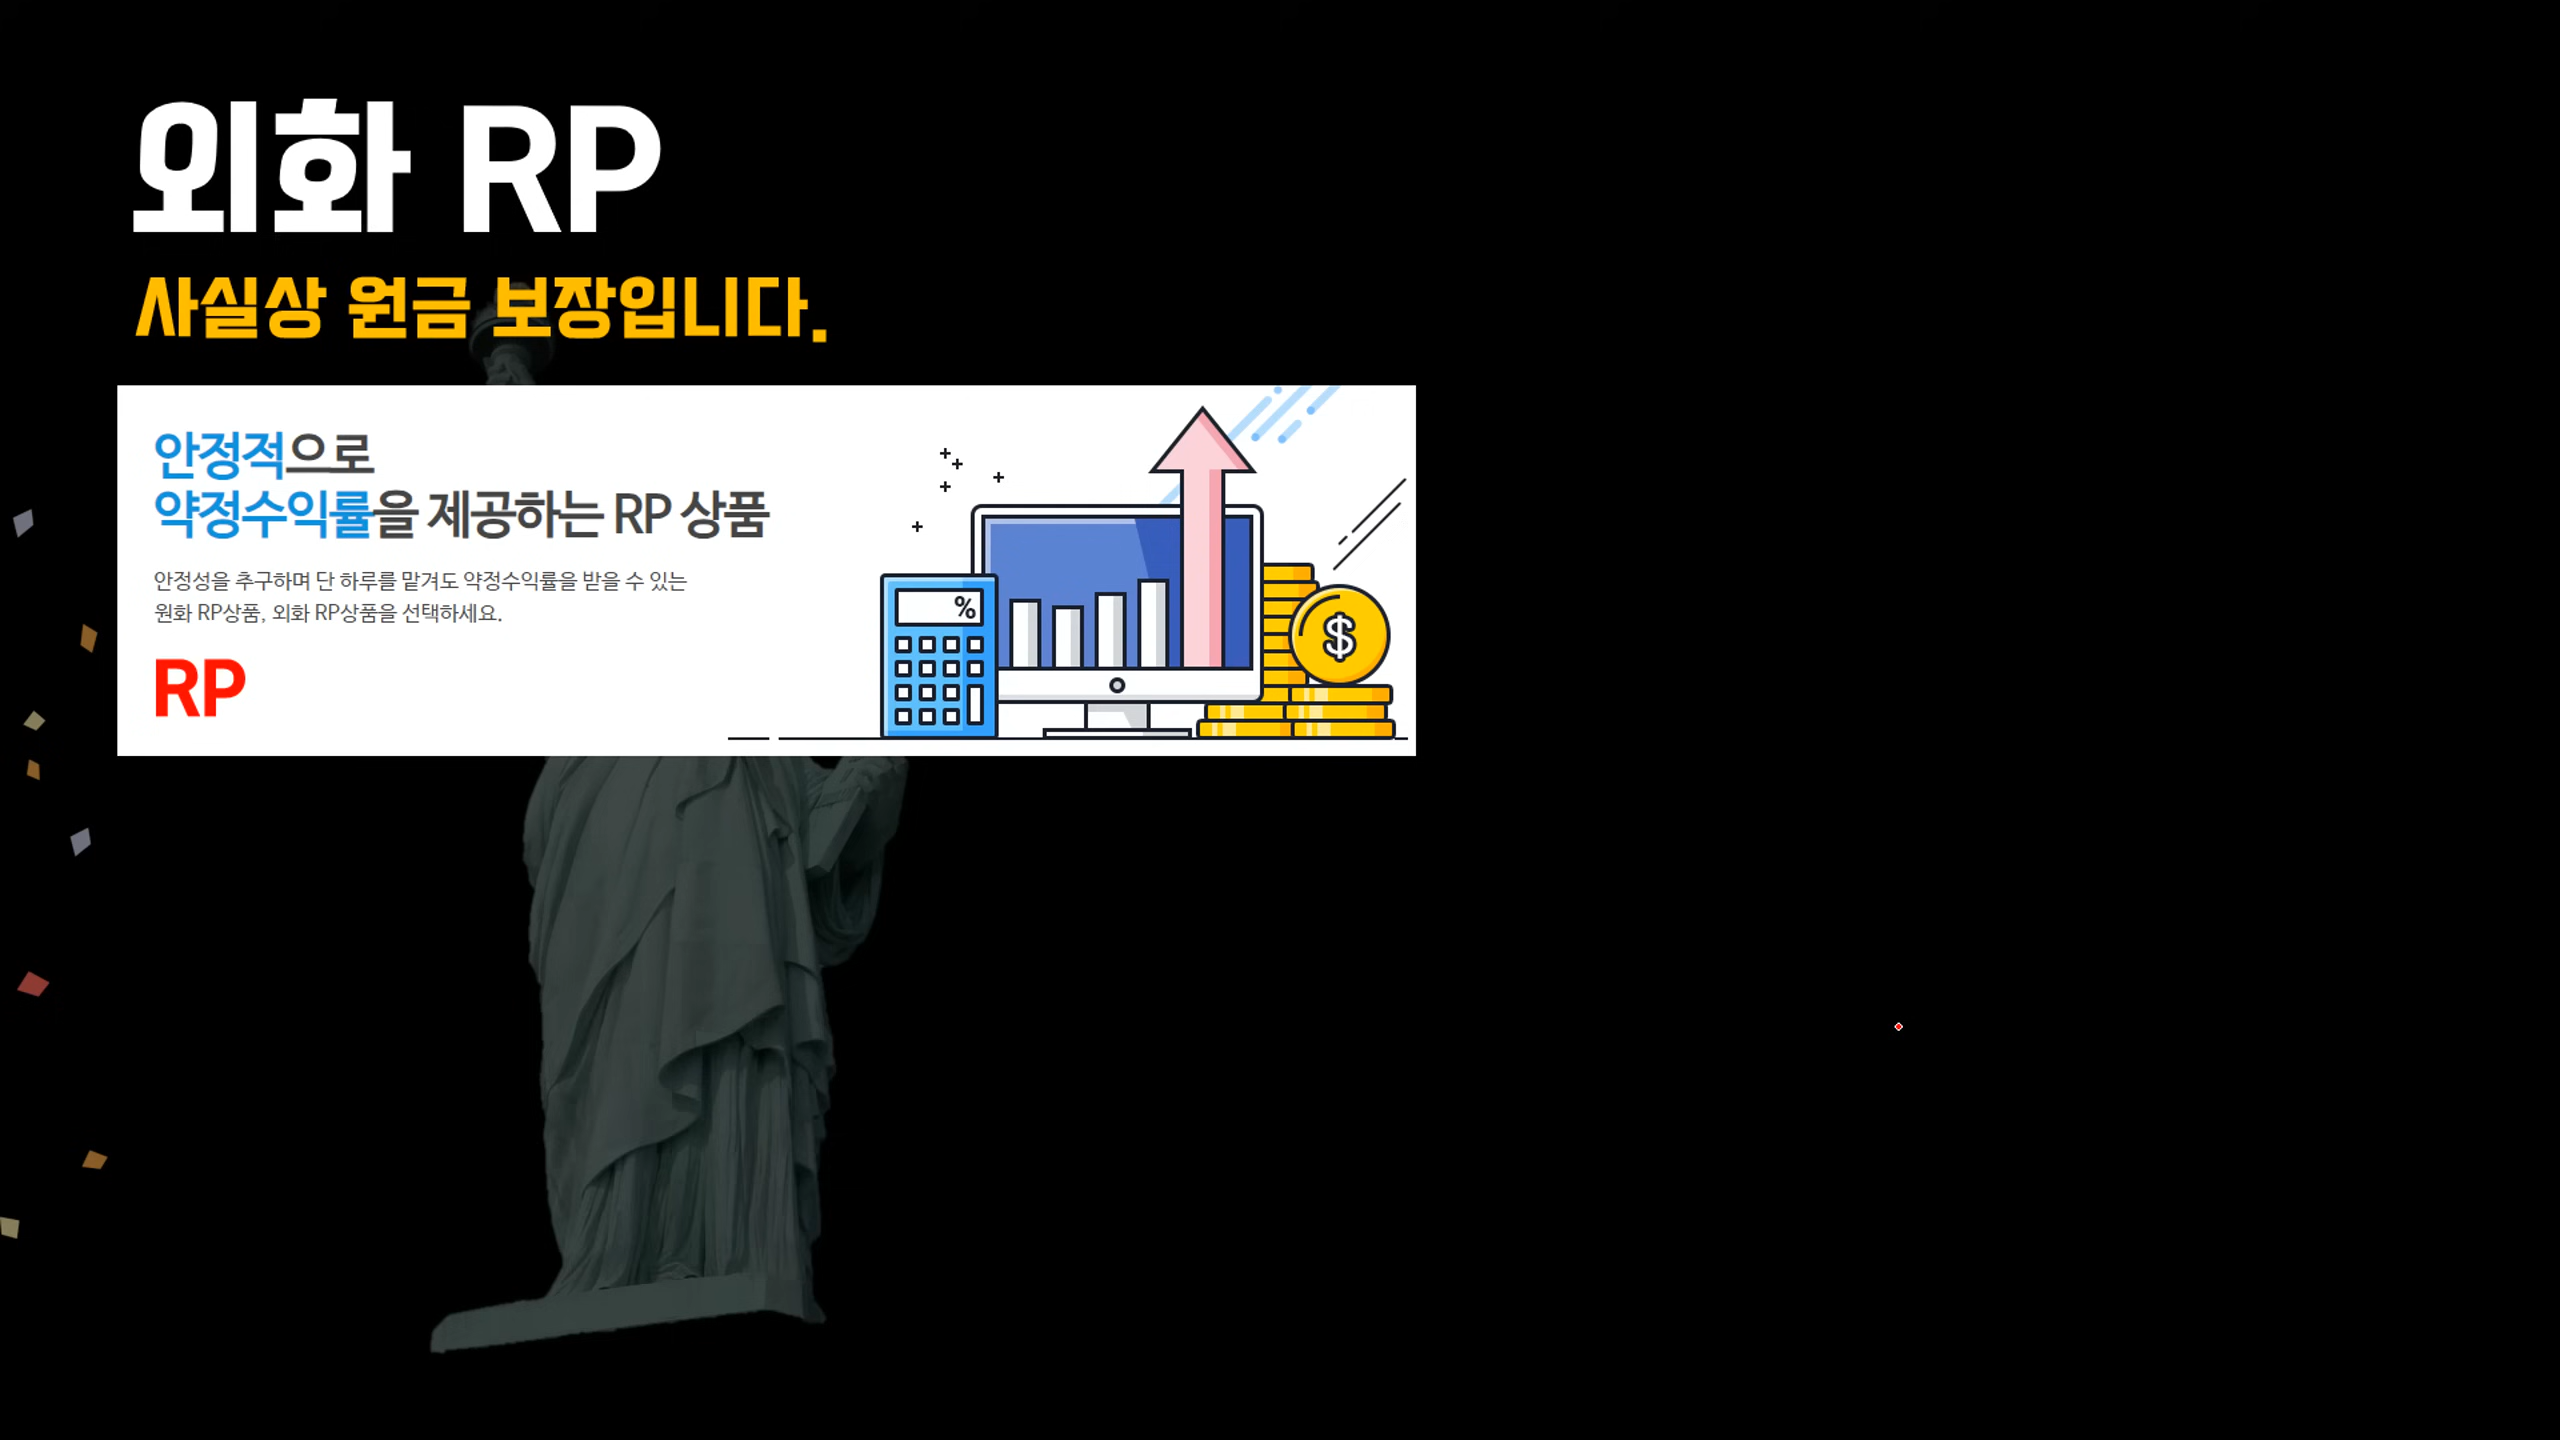 외화 RP
사실상 원금 보장입니다.
안정적으로
약정수익률을 제공하는 RP 상품
안정성을 추구하며 단 하루를 맡겨도 약정수익률을 받을 수 있는
원화 RP상품, 외화 RP상품을 선택하세요.
RP
%
$